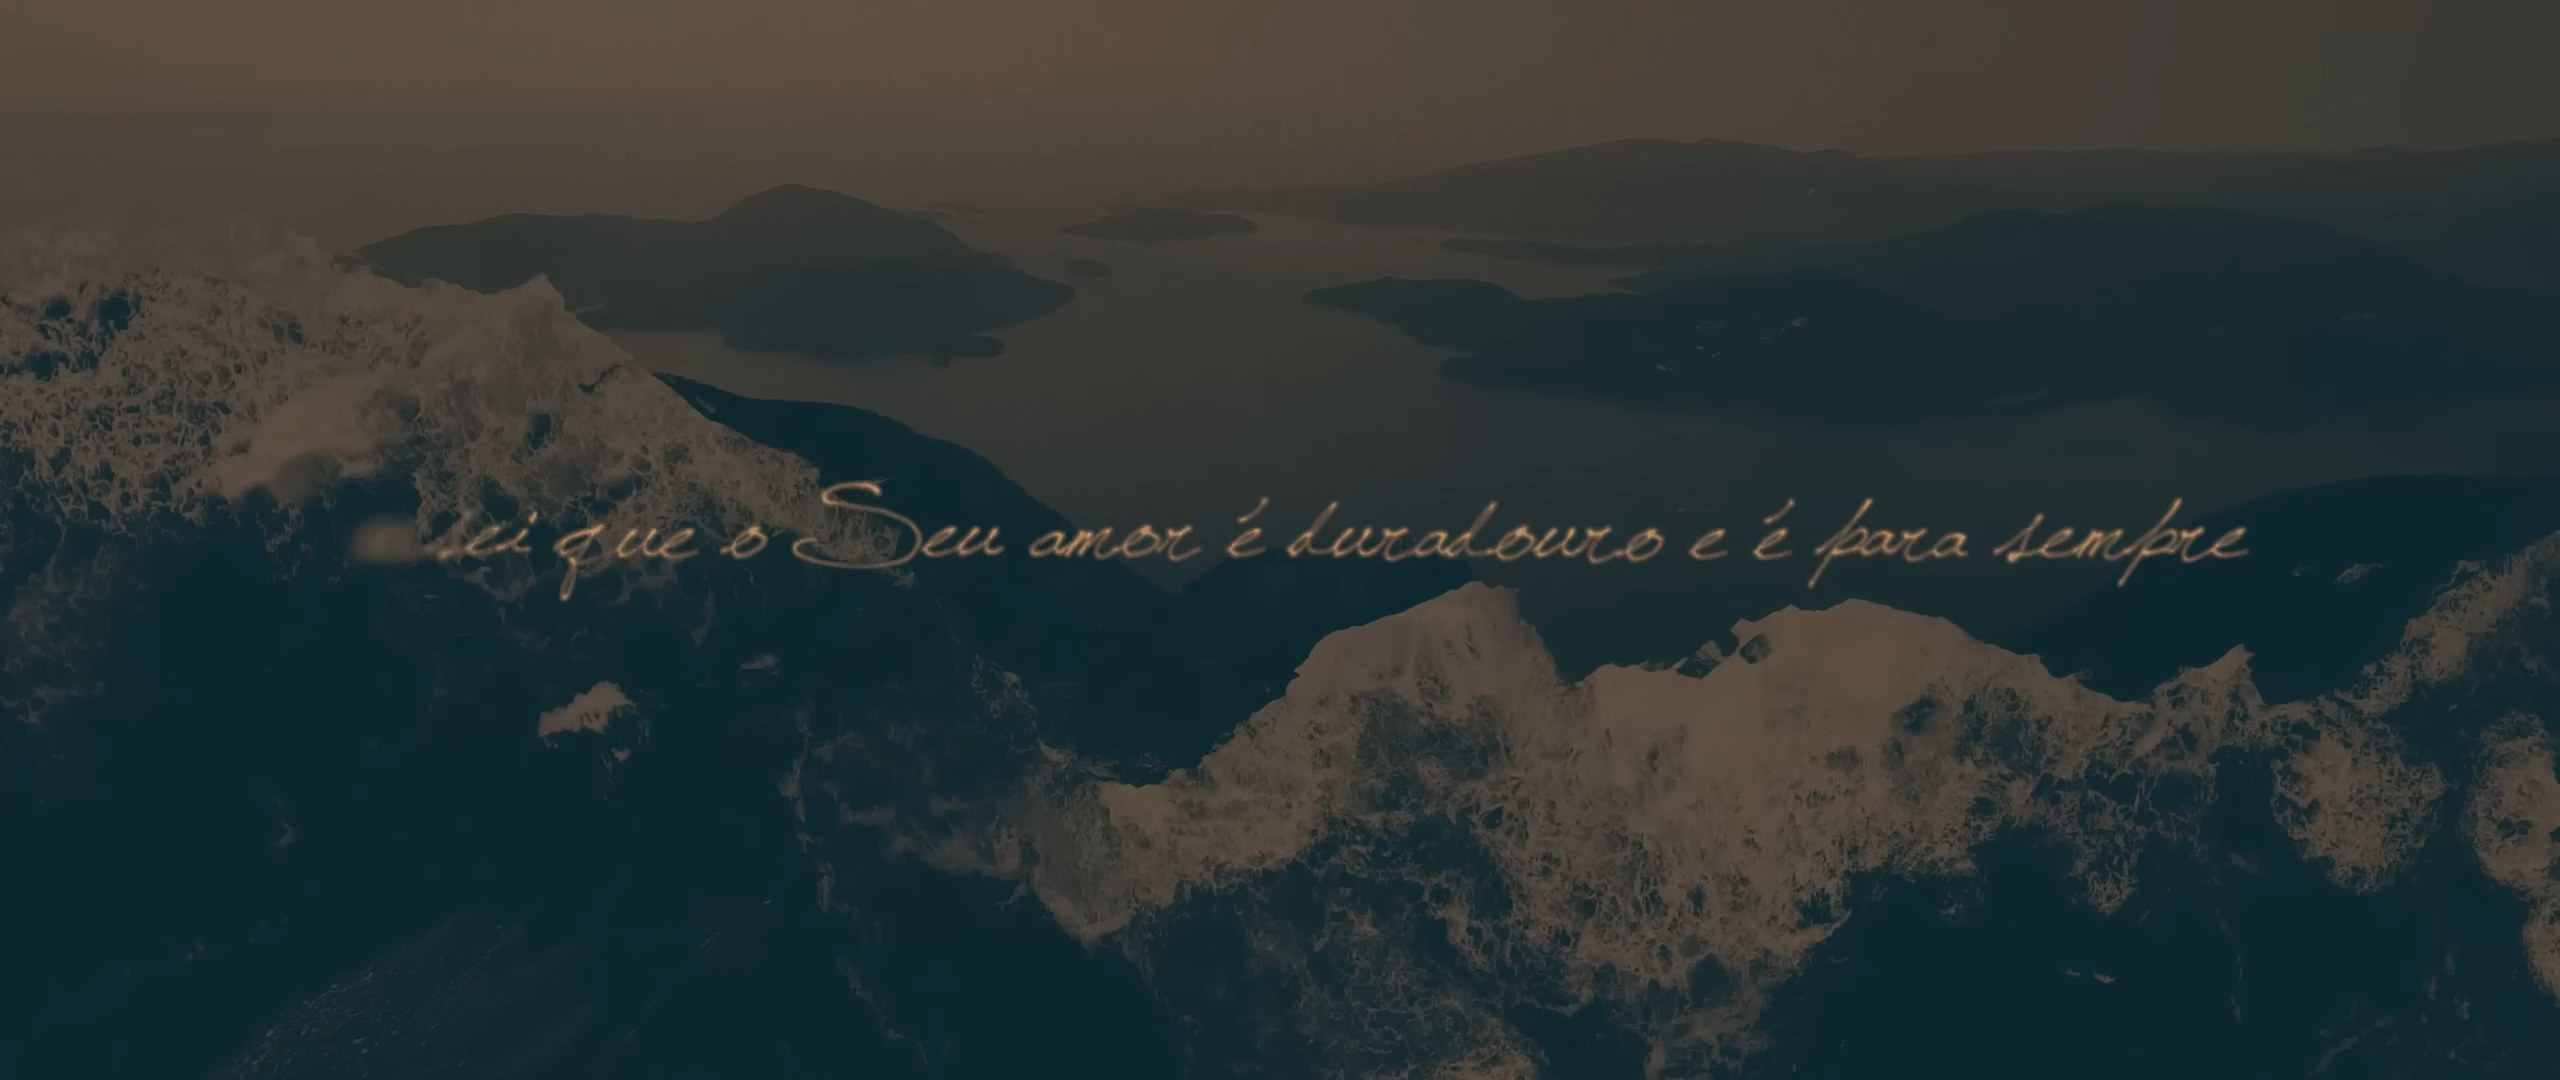 sei que o Seu amor é duradouro e é para sempre